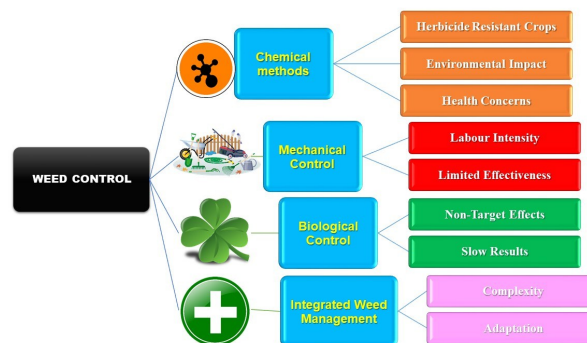 Herbicide Resistant Crops
Chemical
methods
Environmental Impact
Health Concerns
WEED CONTROL
Mechanical
Control
Labour Intensity
Limited Effectiveness
Biological
Control
Non-Target Effects
Slow Results
Integrated Weed
Management
Complexity
Adaptation